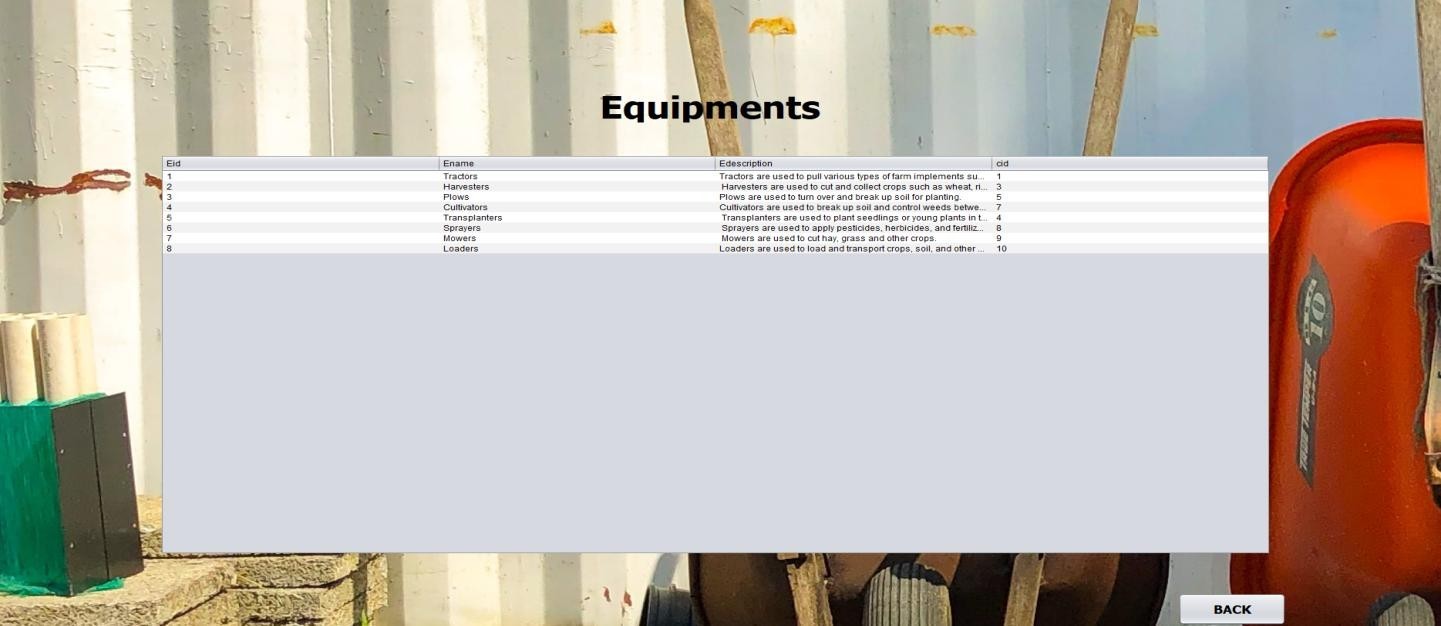 Equipments
Eid Ename Edescription cid
1 Tractors Tractors are used to pull various types of farm implements su... 1
2 Harvesters Harvesters are used to cut and collect crops such as wheat, ri... 3
3 Plows Plows are used to turn over and break up soil for planting. 5
4 Cultivators Cultivators are used to break up soil and control weeds betwe... 7
5 Transplanters Transplanters are used to plant seedlings or young plants in t... 4
6 Sprayers Sprayers are used to apply pesticides, herbicides, and fertiliz... 8
7 Mowers Mowers are used to cut hay, grass and other crops. 9
8 Loaders Loaders are used to load and transport crops, soil, and other ... 10
10
BACK